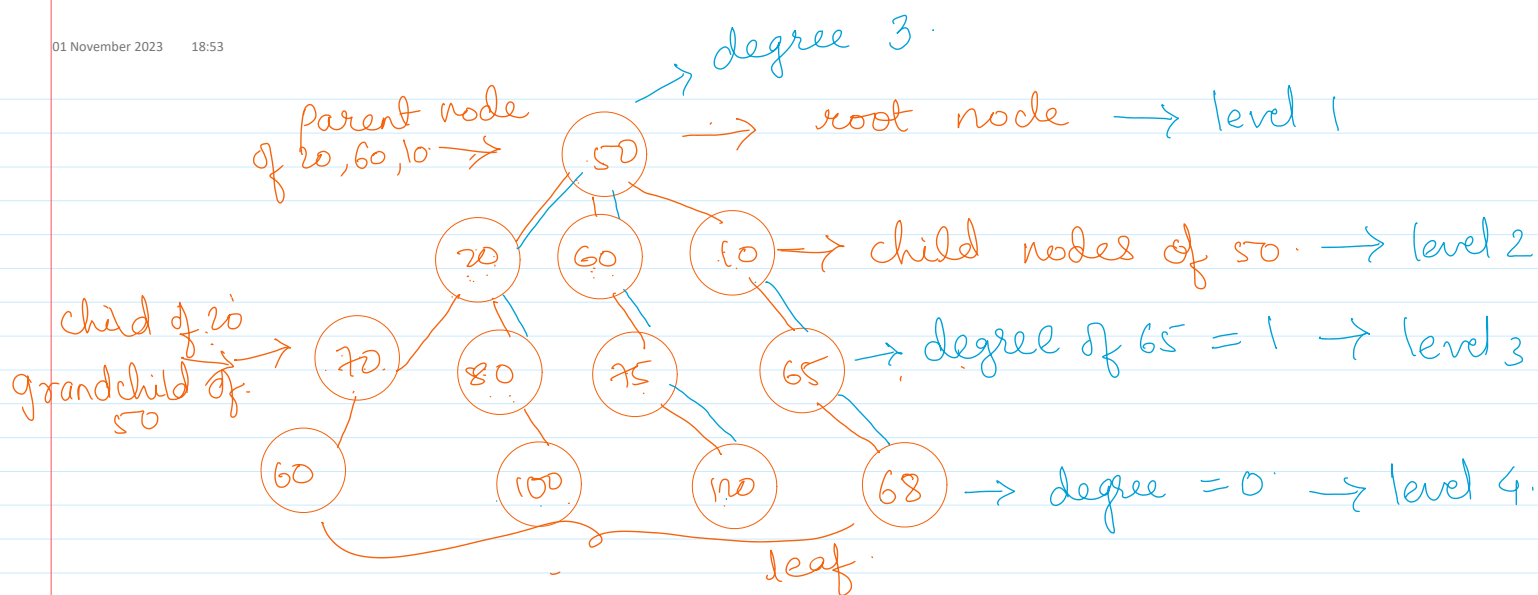 01 November 2023 18:53
degree 3.
Parent node
of 20, 60, 10 → 50 → root node → level 1
20 60 10 → child nodes of 50. → level 2
child of 20
grandchild of
50
70 80 75 65 → degree of 65 = 1 → level 3
60 100 120 68 → degree = 0 → level 4.
leaf.